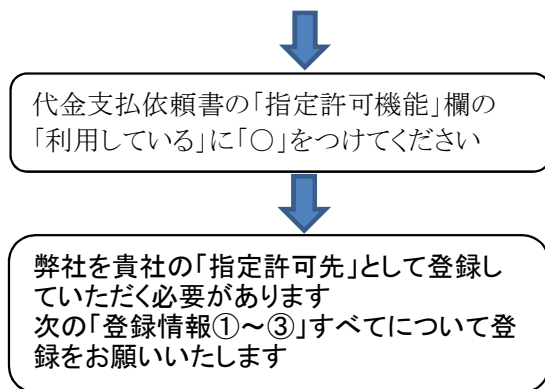 代金支払依頼書の「指定許可機能」欄の
「利用している」に「○」をつけてください
弊社を貴社の「指定許可先」として登録し
ていただく必要があります
次の「登録情報①~③」すべてについて登
録をお願いいたします